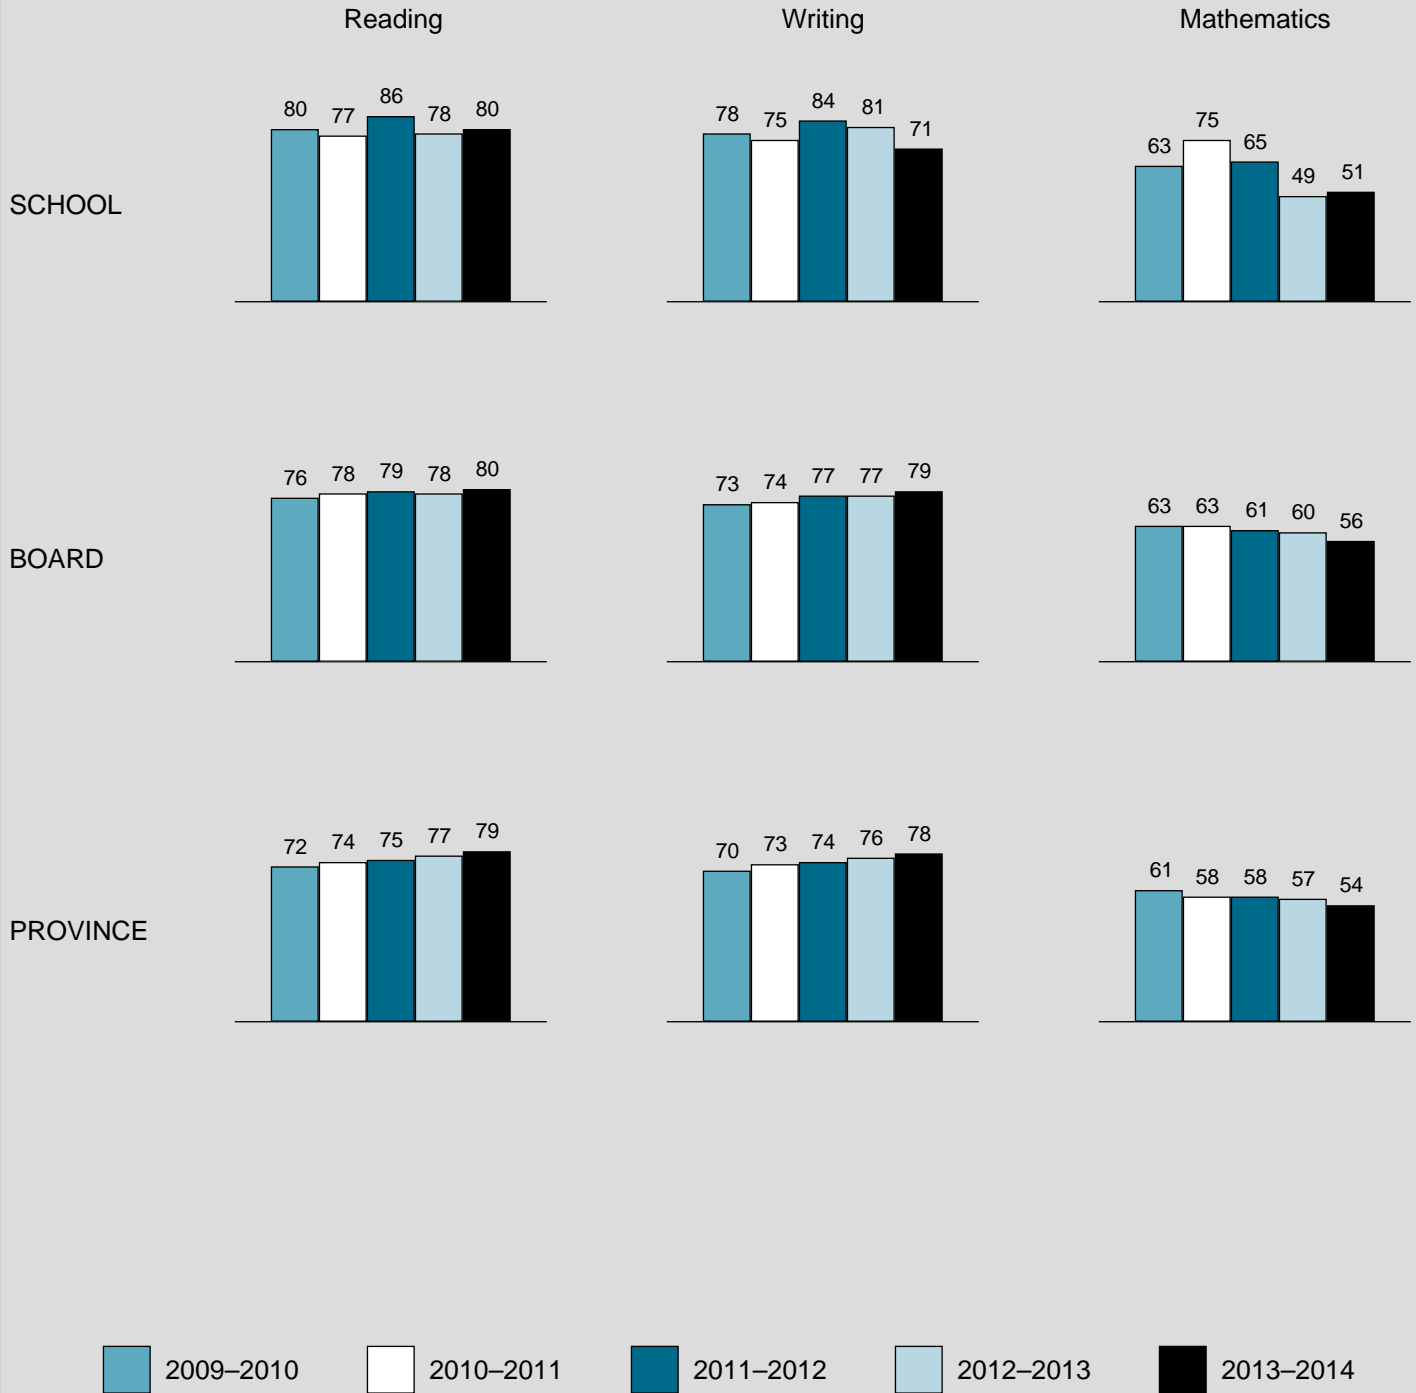 Reading Writing Mathematics
SCHOOL
80 77 86 78 80
78 75 84 81 71
63 75 65 49 51
BOARD
76 78 79 78 80
73 74 77 77 79
63 63 61 60 56
PROVINCE
72 74 75 77 79
70 73 74 76 78
61 58 58 57 54
2009–2010 2010–2011 2011–2012 2012–2013 2013–2014